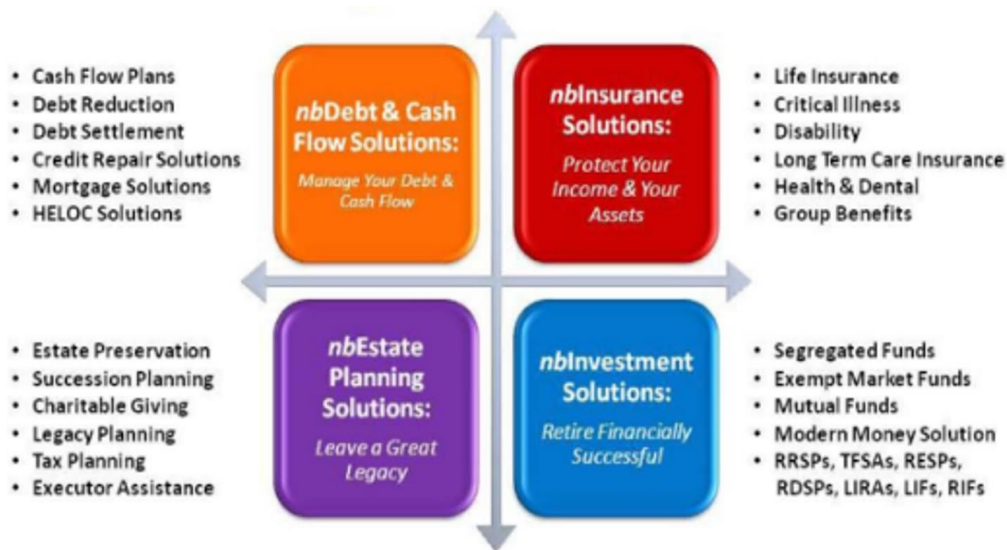 • Cash Flow Plans
• Debt Reduction
• Debt Settlement
• Credit Repair Solutions
• Mortgage Solutions
• HELOC Solutions
nbDebt & Cash
Flow Solutions:
Manage Your Debt &
Cash Flow
nbInsurance
Solutions:
Protect Your
Income & Your
Assets
• Life Insurance
• Critical Illness
• Disability
• Long Term Care Insurance
• Health & Dental
• Group Benefits
• Estate Preservation
• Succession Planning
• Charitable Giving
• Legacy Planning
• Tax Planning
• Executor Assistance
nbEstate
Planning
Solutions:
Leave a Great
Legacy
nbInvestment
Solutions:
Retire Financially
Successful
• Segregated Funds
• Exempt Market Funds
• Mutual Funds
• Modern Money Solution
• RRSPs, TFSAs, RESPs,
RDSPs, LIRAs, LIFs, RIFs